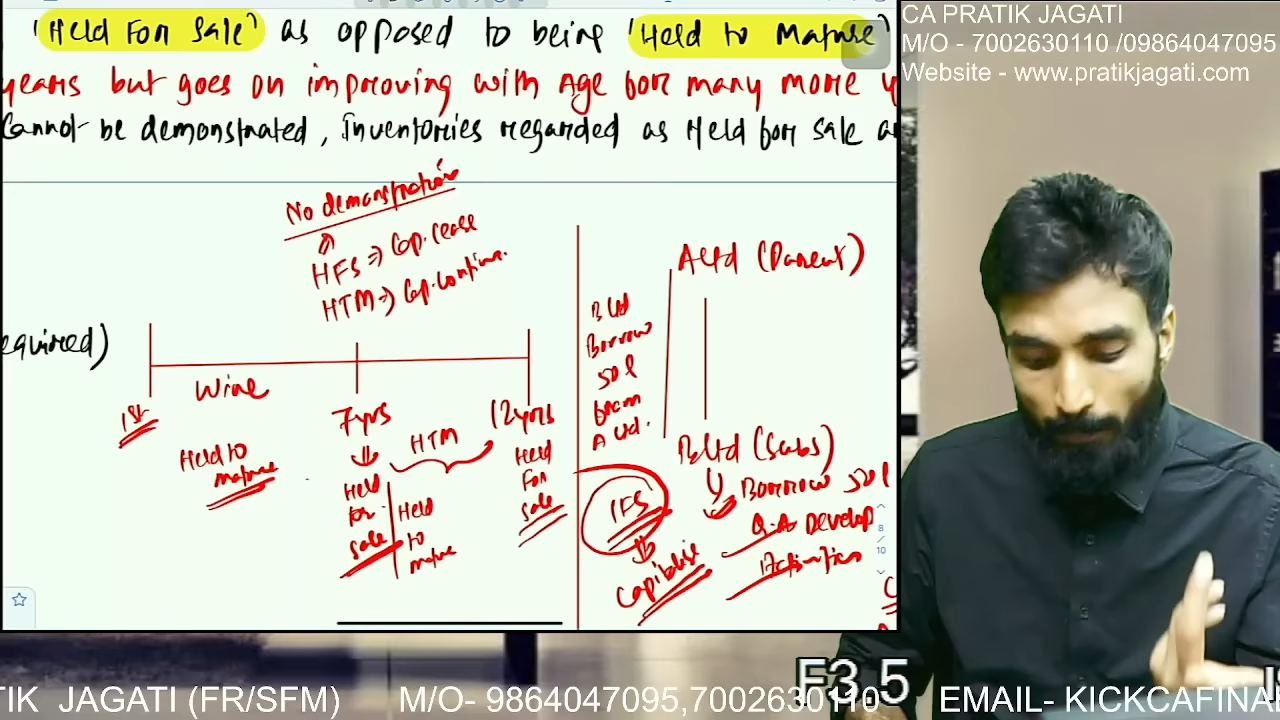 'Held For Sale' as opposed to being 'Held to Mature'
years but goes on improving with Age for many more y
Cannot be demonstrated, Inventories regarded as Held for sale a
CA PRATIK JAGATI
M/O - 7002630110 /09864047095
Website - www.pratikjagati.com
No demonstration
HFS => Cap. cease
HTM => Cap. continue.
equired)
Wine
1st
7yrs
12yrs
HTM
Held to
mature
Held
for
sale
Held
to
mature
Held
For
sale
A Ltd (Parent)
B Ltd
Borrow
50l
from
A Ltd.
B Ltd (Subs)
Borrow 50l
Q.A Develop
IFS
Capitalise
8
10
F3.5
TIK JAGATI (FR/SFM) M/O- 9864047095,7002630110 EMAIL- KICKCAFINA